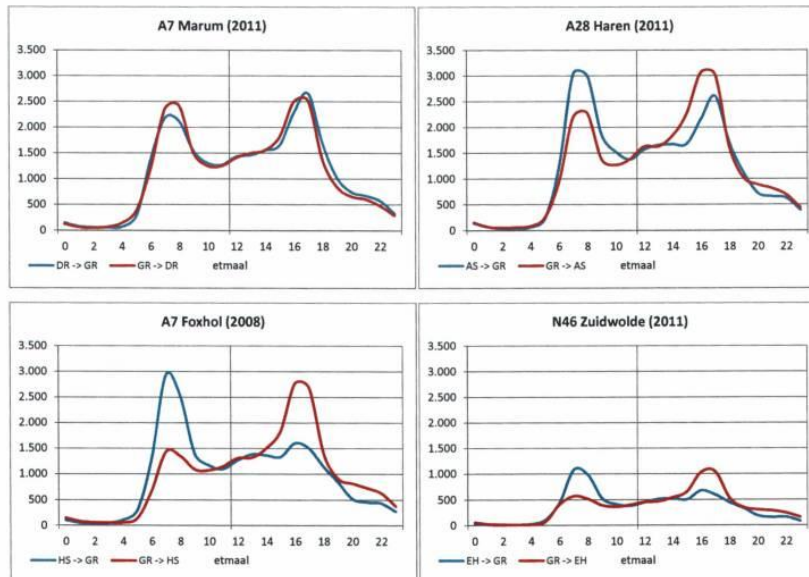 A7 Marum (2011)
3.500
3.000
2.500
2.000
1.500
1.000
500
0
0 2 4 6 8 10 12 14 16 18 20 22
DR -> GR GR -> DR etmaal
A28 Haren (2011)
3.500
3.000
2.500
2.000
1.500
1.000
500
0
0 2 4 6 8 10 12 14 16 18 20 22
AS -> GR GR -> AS etmaal
A7 Foxhol (2008)
3.500
3.000
2.500
2.000
1.500
1.000
500
0
0 2 4 6 8 10 12 14 16 18 20 22
HS -> GR GR -> HS etmaal
N46 Zuidwolde (2011)
3.500
3.000
2.500
2.000
1.500
1.000
500
0
0 2 4 6 8 10 12 14 16 18 20 22
EH -> GR GR -> EH etmaal